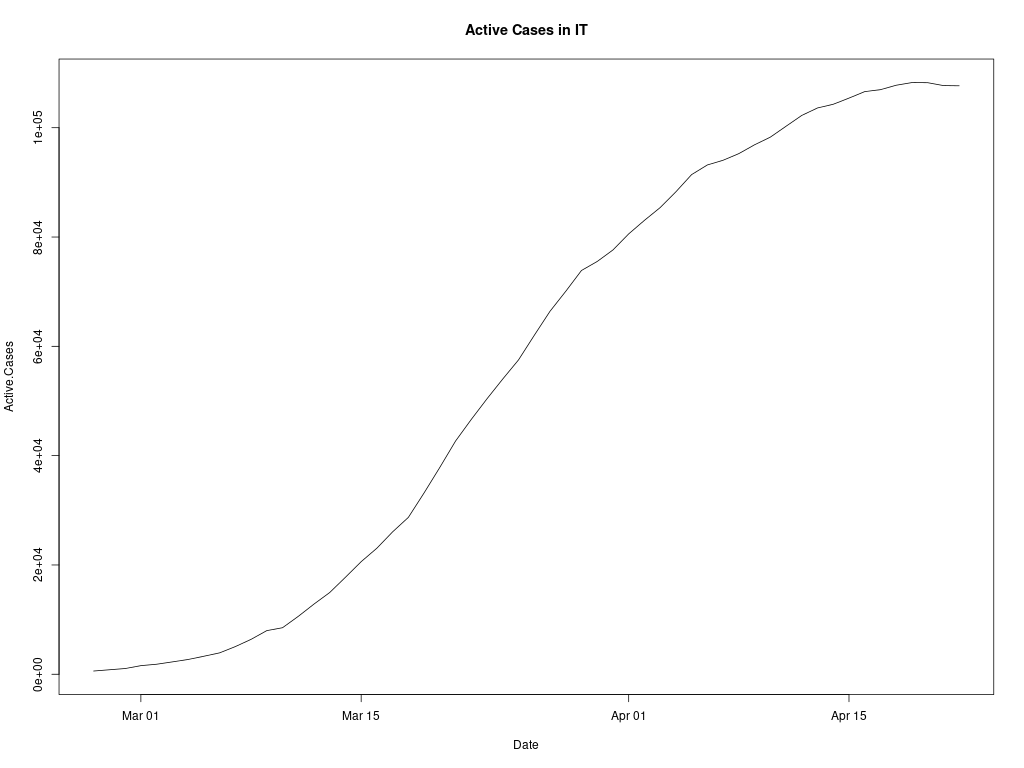 Active Cases in IT
Active.Cases
1e+05
8e+04
6e+04
4e+04
2e+04
0e+00
Mar 01 Mar 15 Apr 01 Apr 15
Date